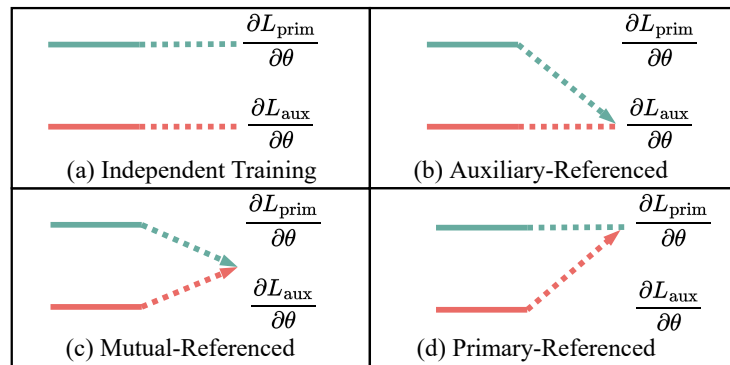 ∂L_prim/∂θ
∂L_aux/∂θ
(a) Independent Training
∂L_prim/∂θ
∂L_aux/∂θ
(b) Auxiliary-Referenced
∂L_prim/∂θ
∂L_aux/∂θ
(c) Mutual-Referenced
∂L_prim/∂θ
∂L_aux/∂θ
(d) Primary-Referenced